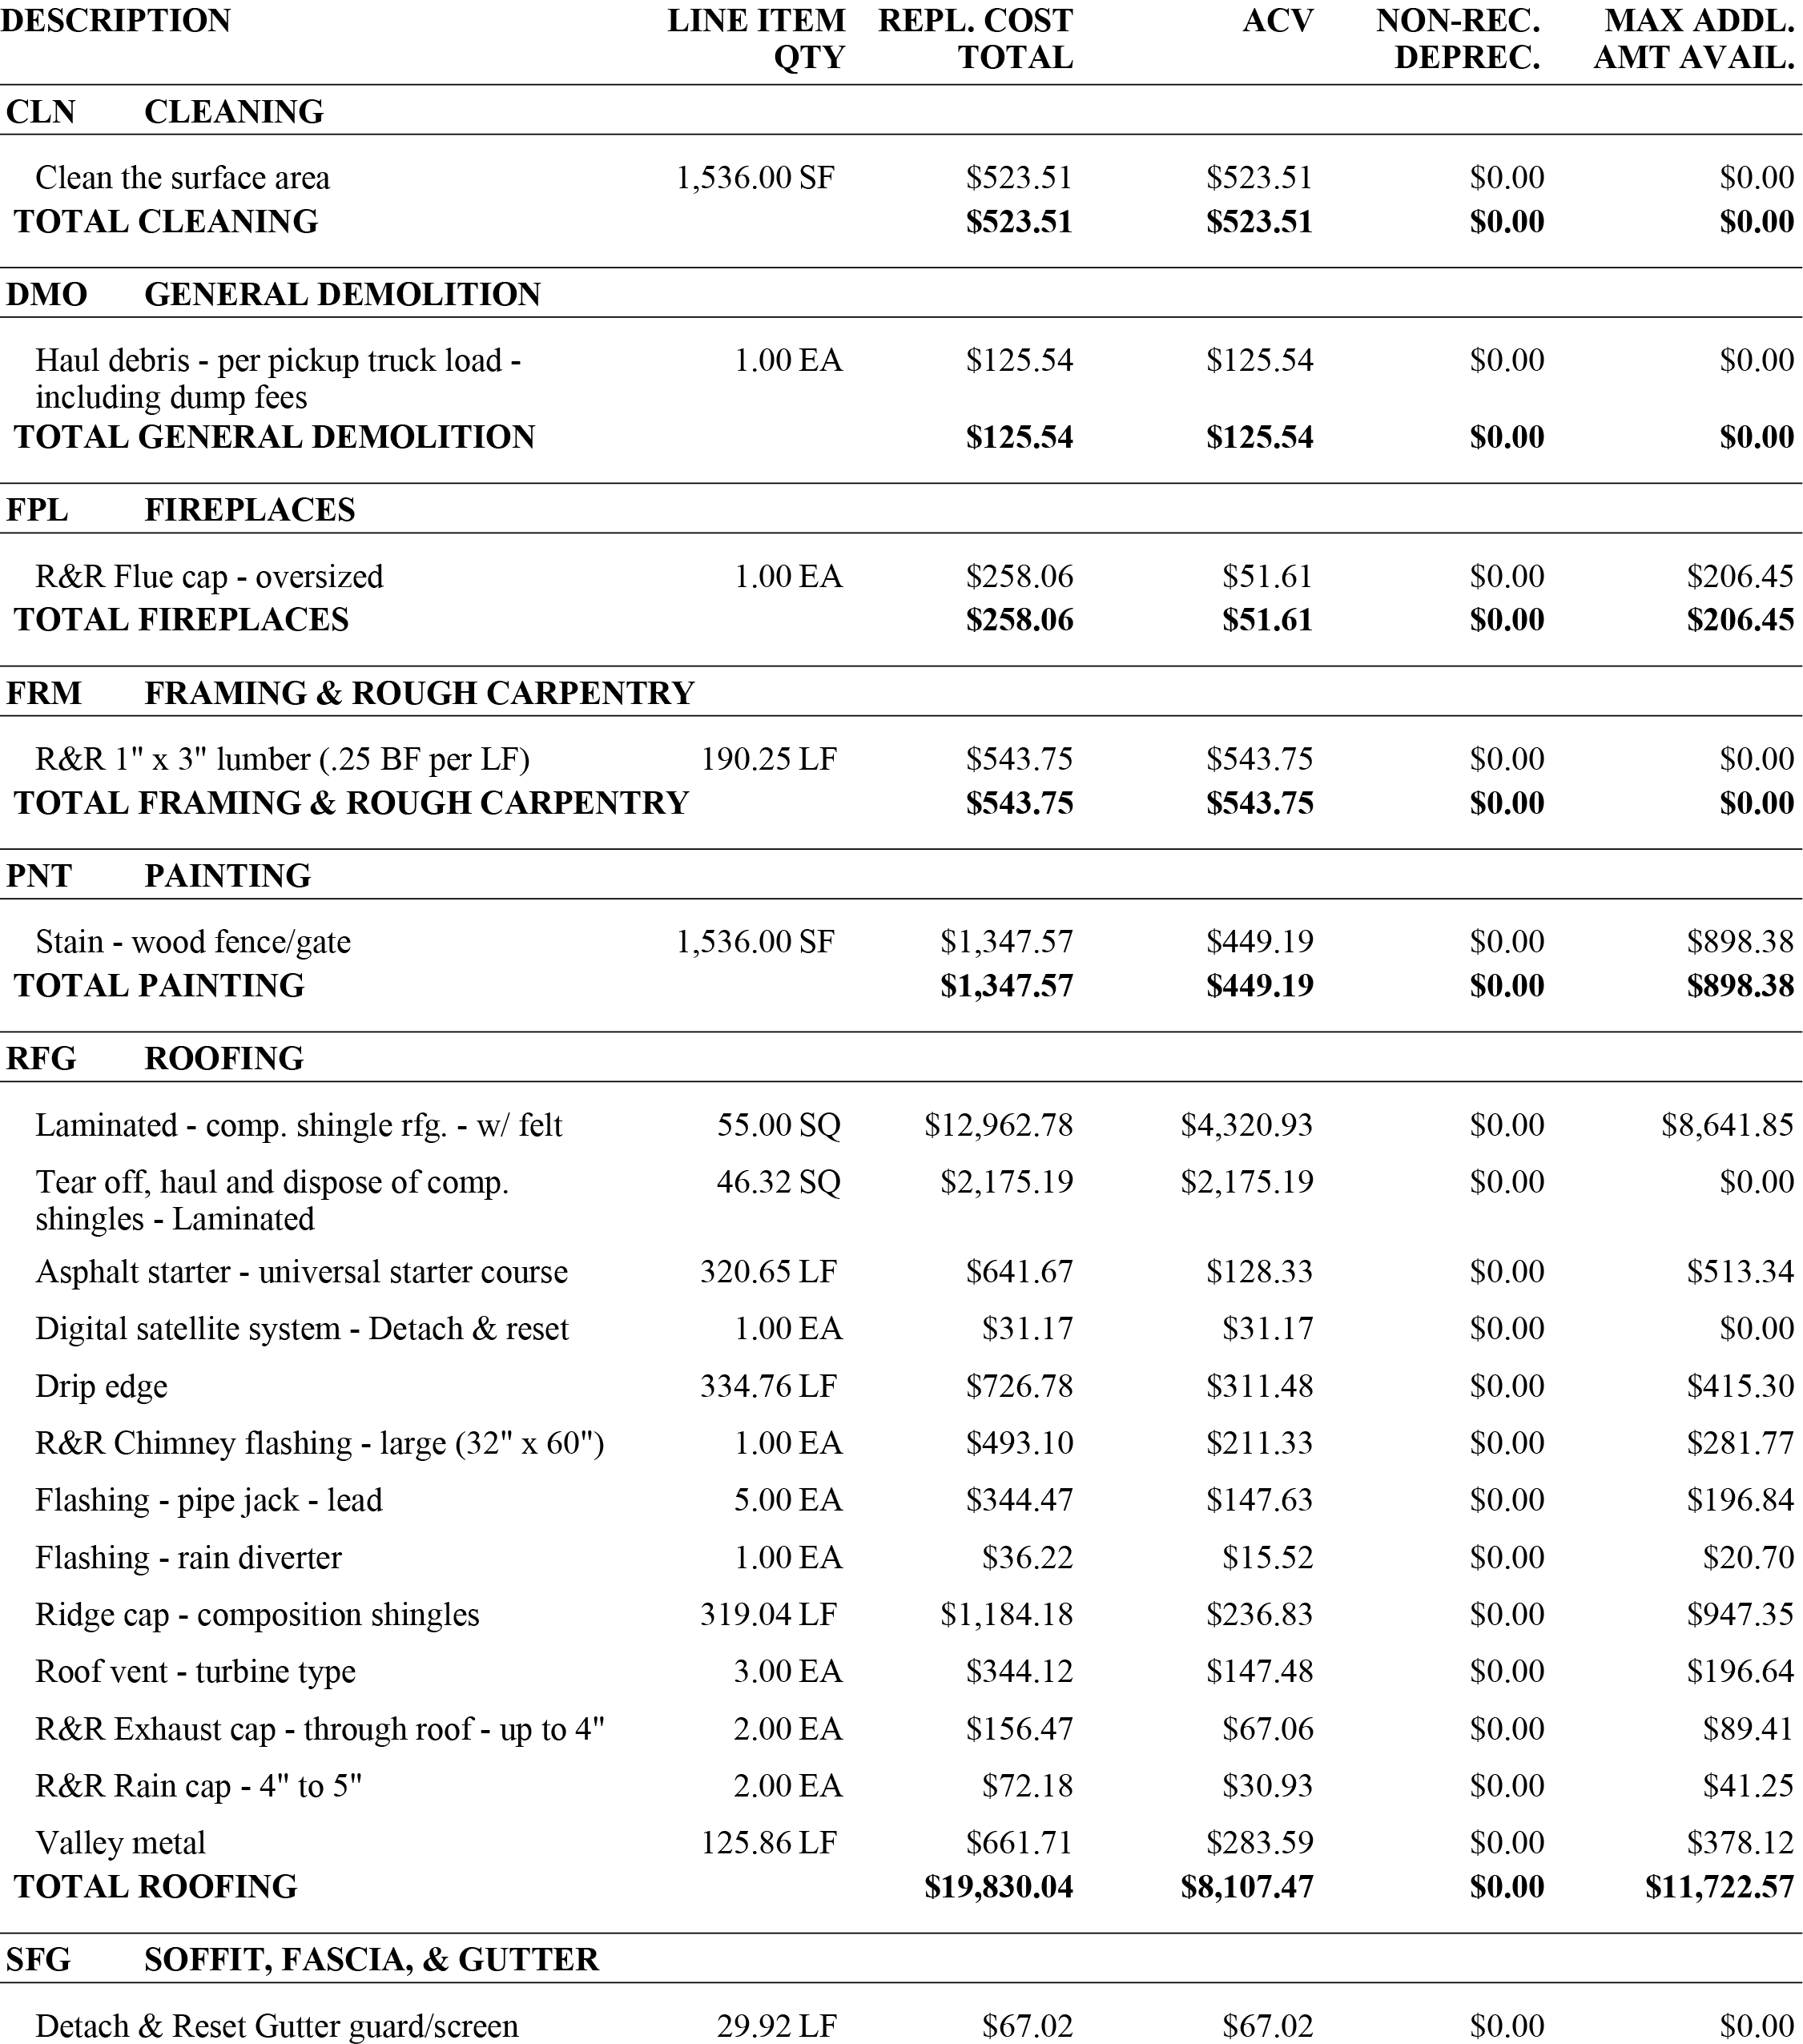 DESCRIPTION LINE ITEM REPL. COST ACV NON-REC. MAX ADDL.
QTY TOTAL DEPREC. AMT AVAIL.
CLN CLEANING
Clean the surface area 1,536.00 SF $523.51 $523.51 $0.00 $0.00
TOTAL CLEANING $523.51 $523.51 $0.00 $0.00
DMO GENERAL DEMOLITION
Haul debris - per pickup truck load - 1.00 EA $125.54 $125.54 $0.00 $0.00
including dump fees
TOTAL GENERAL DEMOLITION $125.54 $125.54 $0.00 $0.00
FPL FIREPLACES
R&R Flue cap - oversized 1.00 EA $258.06 $51.61 $0.00 $206.45
TOTAL FIREPLACES $258.06 $51.61 $0.00 $206.45
FRM FRAMING & ROUGH CARPENTRY
R&R 1" x 3" lumber (.25 BF per LF) 190.25 LF $543.75 $543.75 $0.00 $0.00
TOTAL FRAMING & ROUGH CARPENTRY $543.75 $543.75 $0.00 $0.00
PNT PAINTING
Stain - wood fence/gate 1,536.00 SF $1,347.57 $449.19 $0.00 $898.38
TOTAL PAINTING $1,347.57 $449.19 $0.00 $898.38
RFG ROOFING
Laminated - comp. shingle rfg. - w/ felt 55.00 SQ $12,962.78 $4,320.93 $0.00 $8,641.85
Tear off, haul and dispose of comp. 46.32 SQ $2,175.19 $2,175.19 $0.00 $0.00
shingles - Laminated
Asphalt starter - universal starter course 320.65 LF $641.67 $128.33 $0.00 $513.34
Digital satellite system - Detach & reset 1.00 EA $31.17 $31.17 $0.00 $0.00
Drip edge 334.76 LF $726.78 $311.48 $0.00 $415.30
R&R Chimney flashing - large (32" x 60") 1.00 EA $493.10 $211.33 $0.00 $281.77
Flashing - pipe jack - lead 5.00 EA $344.47 $147.63 $0.00 $196.84
Flashing - rain diverter 1.00 EA $36.22 $15.52 $0.00 $20.70
Ridge cap - composition shingles 319.04 LF $1,184.18 $236.83 $0.00 $947.35
Roof vent - turbine type 3.00 EA $344.12 $147.48 $0.00 $196.64
R&R Exhaust cap - through roof - up to 4" 2.00 EA $156.47 $67.06 $0.00 $89.41
R&R Rain cap - 4" to 5" 2.00 EA $72.18 $30.93 $0.00 $41.25
Valley metal 125.86 LF $661.71 $283.59 $0.00 $378.12
TOTAL ROOFING $19,830.04 $8,107.47 $0.00 $11,722.57
SFG SOFFIT, FASCIA, & GUTTER
Detach & Reset Gutter guard/screen 29.92 LF $67.02 $67.02 $0.00 $0.00